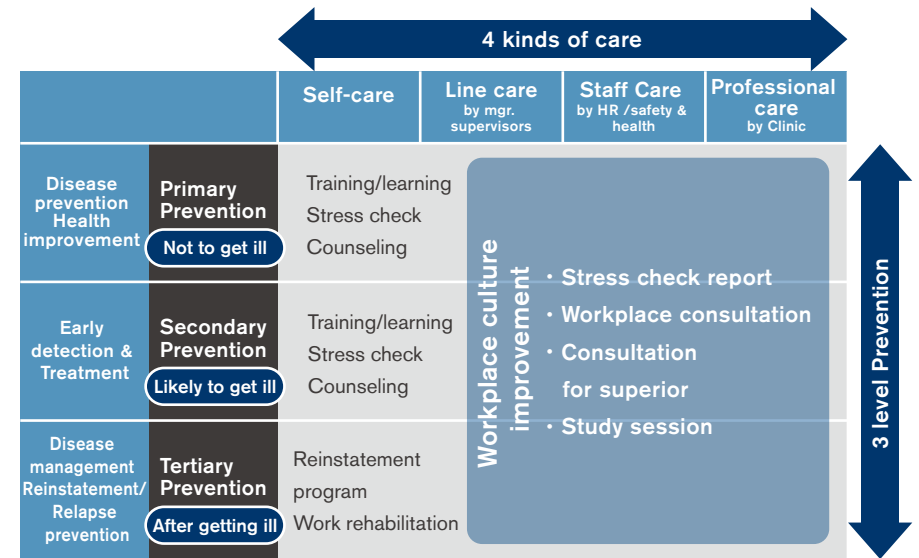 4 kinds of care
Self-care
Line care
by mgr.
supervisors
Staff Care
by HR /safety &
health
Professional
care
by Clinic
Disease
prevention
Health
improvement
Primary
Prevention
Not to get ill
Training/learning
Stress check
Counseling
Early
detection &
Treatment
Secondary
Prevention
Likely to get ill
Training/learning
Stress check
Counseling
Disease
management
Reinstatement/
Relapse
prevention
Tertiary
Prevention
After getting ill
Reinstatement
program
Work rehabilitation
Workplace culture
improvement
・Stress check report
・Workplace consultation
・Consultation
for superior
・Study session
3 level Prevention